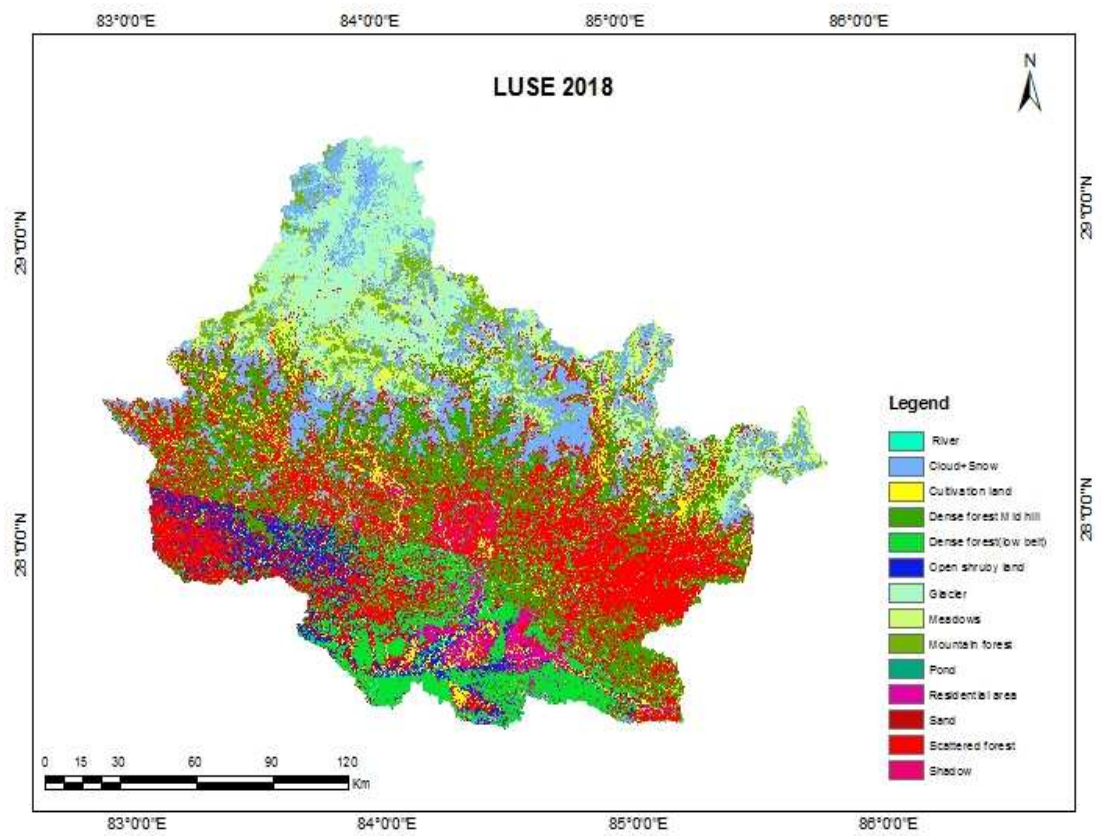 83°0'0"E 84°0'0"E 85°0'0"E 86°0'0"E
LUSE 2018
N
29°0'0"N
29°0'0"N
28°0'0"N
28°0'0"N
Legend
River
Cloud+Snow
Cultivation land
Dense forest Mid hill
Dense forest(low belt)
Open shruby land
Glacier
Meadows
Mountain forest
Pond
Residential area
Sand
Scattered forest
Shadow
0 15 30 60 90 120
Km
83°0'0"E 84°0'0"E 85°0'0"E 86°0'0"E